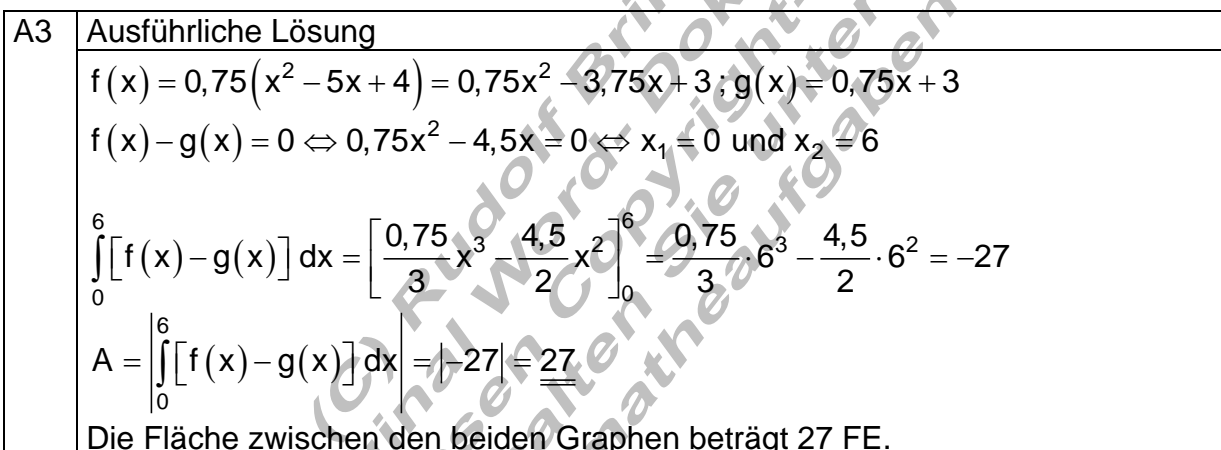 A3 Ausführliche Lösung
f(x) = 0,75(x² – 5x + 4) = 0,75x² – 3,75x + 3 ; g(x) = 0,75x + 3
f(x) – g(x) = 0 ⇔ 0,75x² – 4,5x = 0 ⇔ x₁ = 0 und x₂ = 6
∫₀⁶ [f(x) – g(x)] dx = [0,75/3 x³ – 4,5/2 x²]₀⁶ = 0,75/3 · 6³ – 4,5/2 · 6² = –27
A = |∫₀⁶ [f(x) – g(x)] dx| = |–27| = 27
Die Fläche zwischen den beiden Graphen beträgt 27 FE.